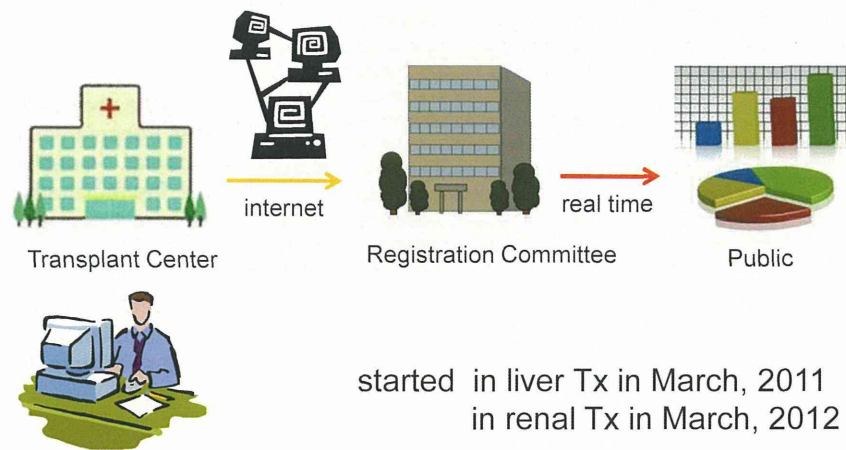 internet
real time
Transplant Center
Registration Committee
Public
started in liver Tx in March, 2011
in renal Tx in March, 2012